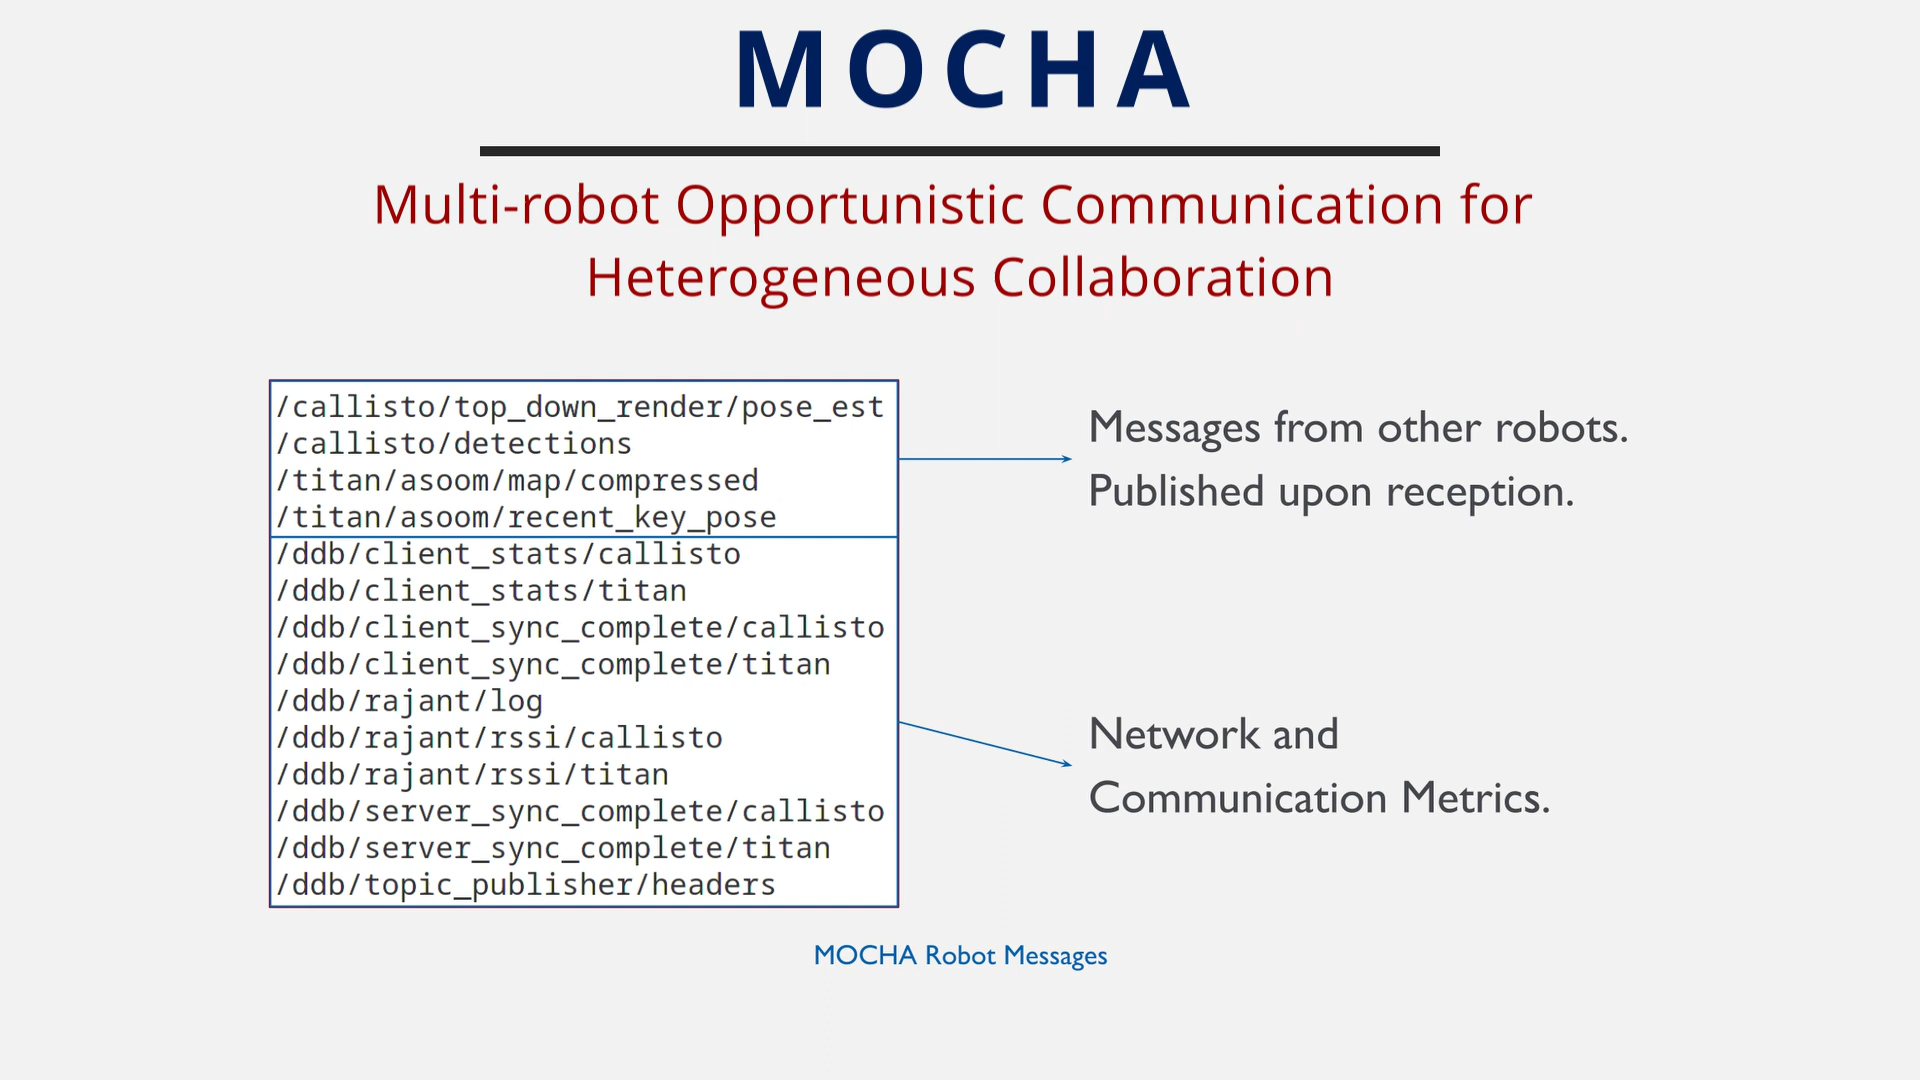 MOCHA
Multi-robot Opportunistic Communication for
Heterogeneous Collaboration
/callisto/top_down_render/pose_est
/callisto/detections
/titan/asoom/map/compressed
/titan/asoom/recent_key_pose
/ddb/client_stats/callisto
/ddb/client_stats/titan
/ddb/client_sync_complete/callisto
/ddb/client_sync_complete/titan
/ddb/rajant/log
/ddb/rajant/rssi/callisto
/ddb/rajant/rssi/titan
/ddb/server_sync_complete/callisto
/ddb/server_sync_complete/titan
/ddb/topic_publisher/headers
Messages from other robots.
Published upon reception.
Network and
Communication Metrics.
MOCHA Robot Messages